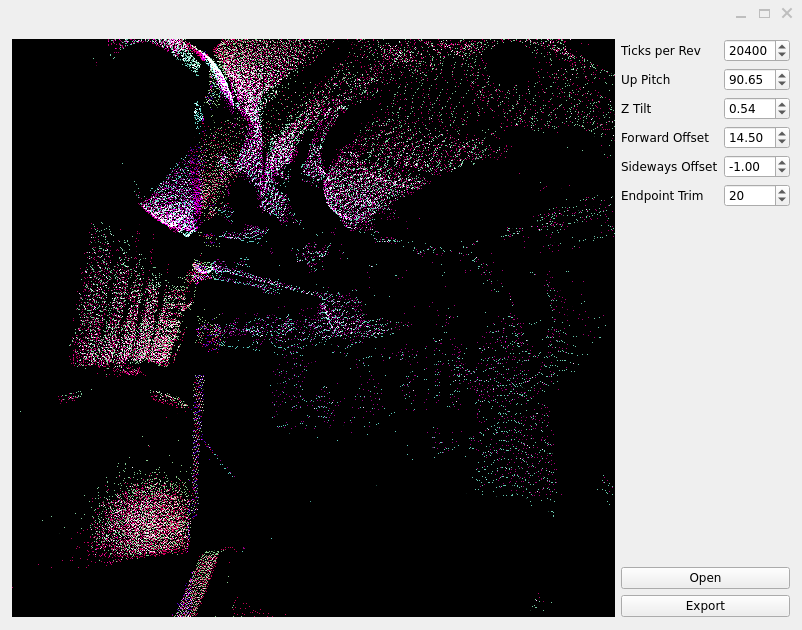 Ticks per Rev 20400
Up Pitch 90.65
Z Tilt 0.54
Forward Offset 14.50
Sideways Offset -1.00
Endpoint Trim 20
Open
Export